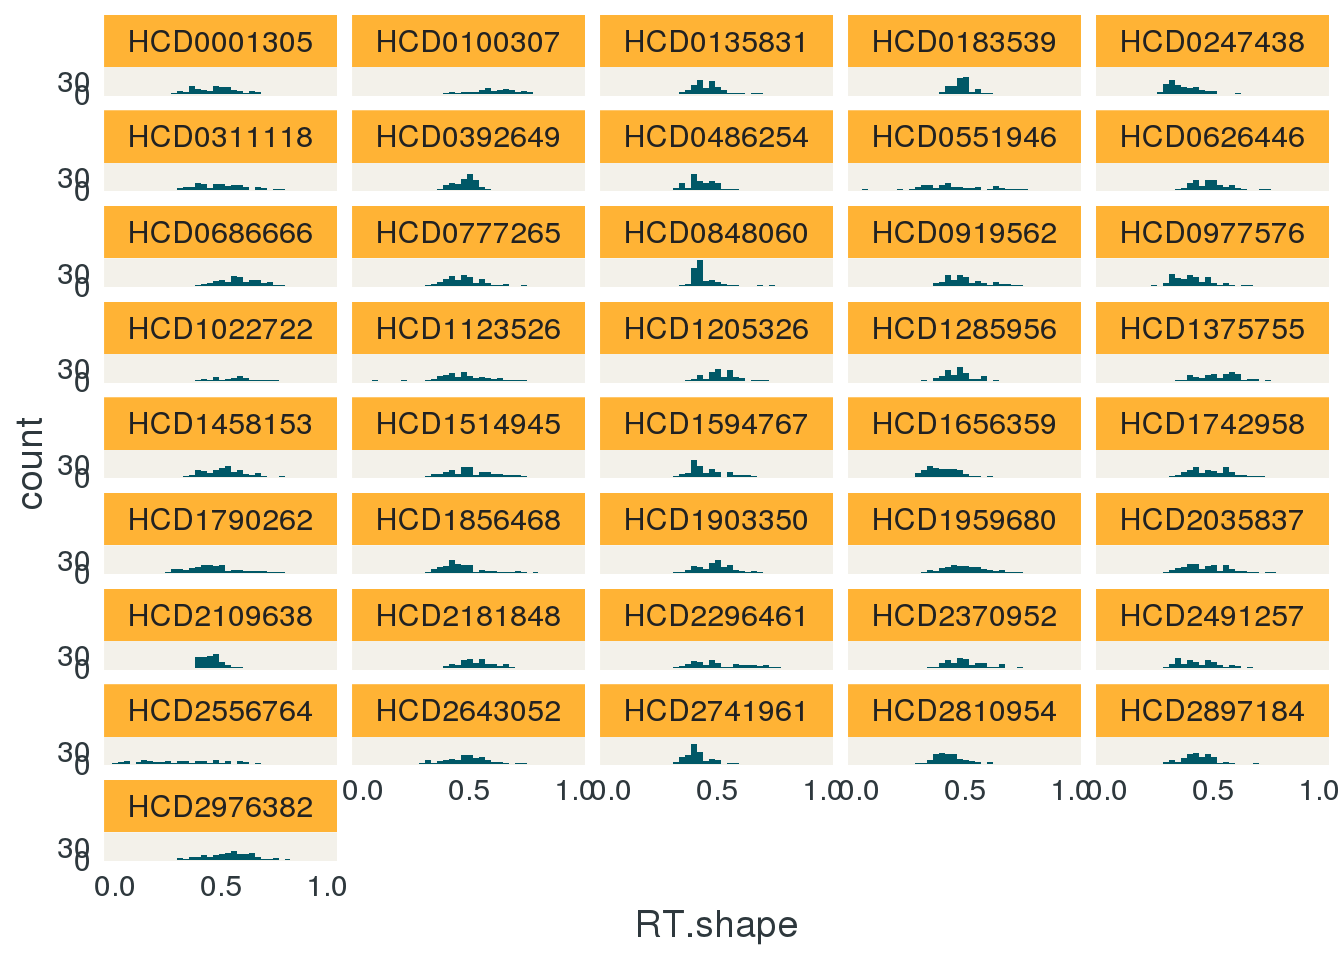 HCD0001305 HCD0100307 HCD0135831 HCD0183539 HCD0247438
30
0
HCD0311118 HCD0392649 HCD0486254 HCD0551946 HCD0626446
30
0
HCD0686666 HCD0777265 HCD0848060 HCD0919562 HCD0977576
30
0
HCD1022722 HCD1123526 HCD1205326 HCD1285956 HCD1375755
30
0
HCD1458153 HCD1514945 HCD1594767 HCD1656359 HCD1742958
30
0
count
HCD1790262 HCD1856468 HCD1903350 HCD1959680 HCD2035837
30
0
HCD2109638 HCD2181848 HCD2296461 HCD2370952 HCD2491257
30
0
HCD2556764 HCD2643052 HCD2741961 HCD2810954 HCD2897184
30
0
0.0 0.5 1.0 0.0 0.5 1.0 0.0 0.5 1.0 0.0 0.5 1.0
HCD2976382
30
0
0.0 0.5 1.0
RT.shape